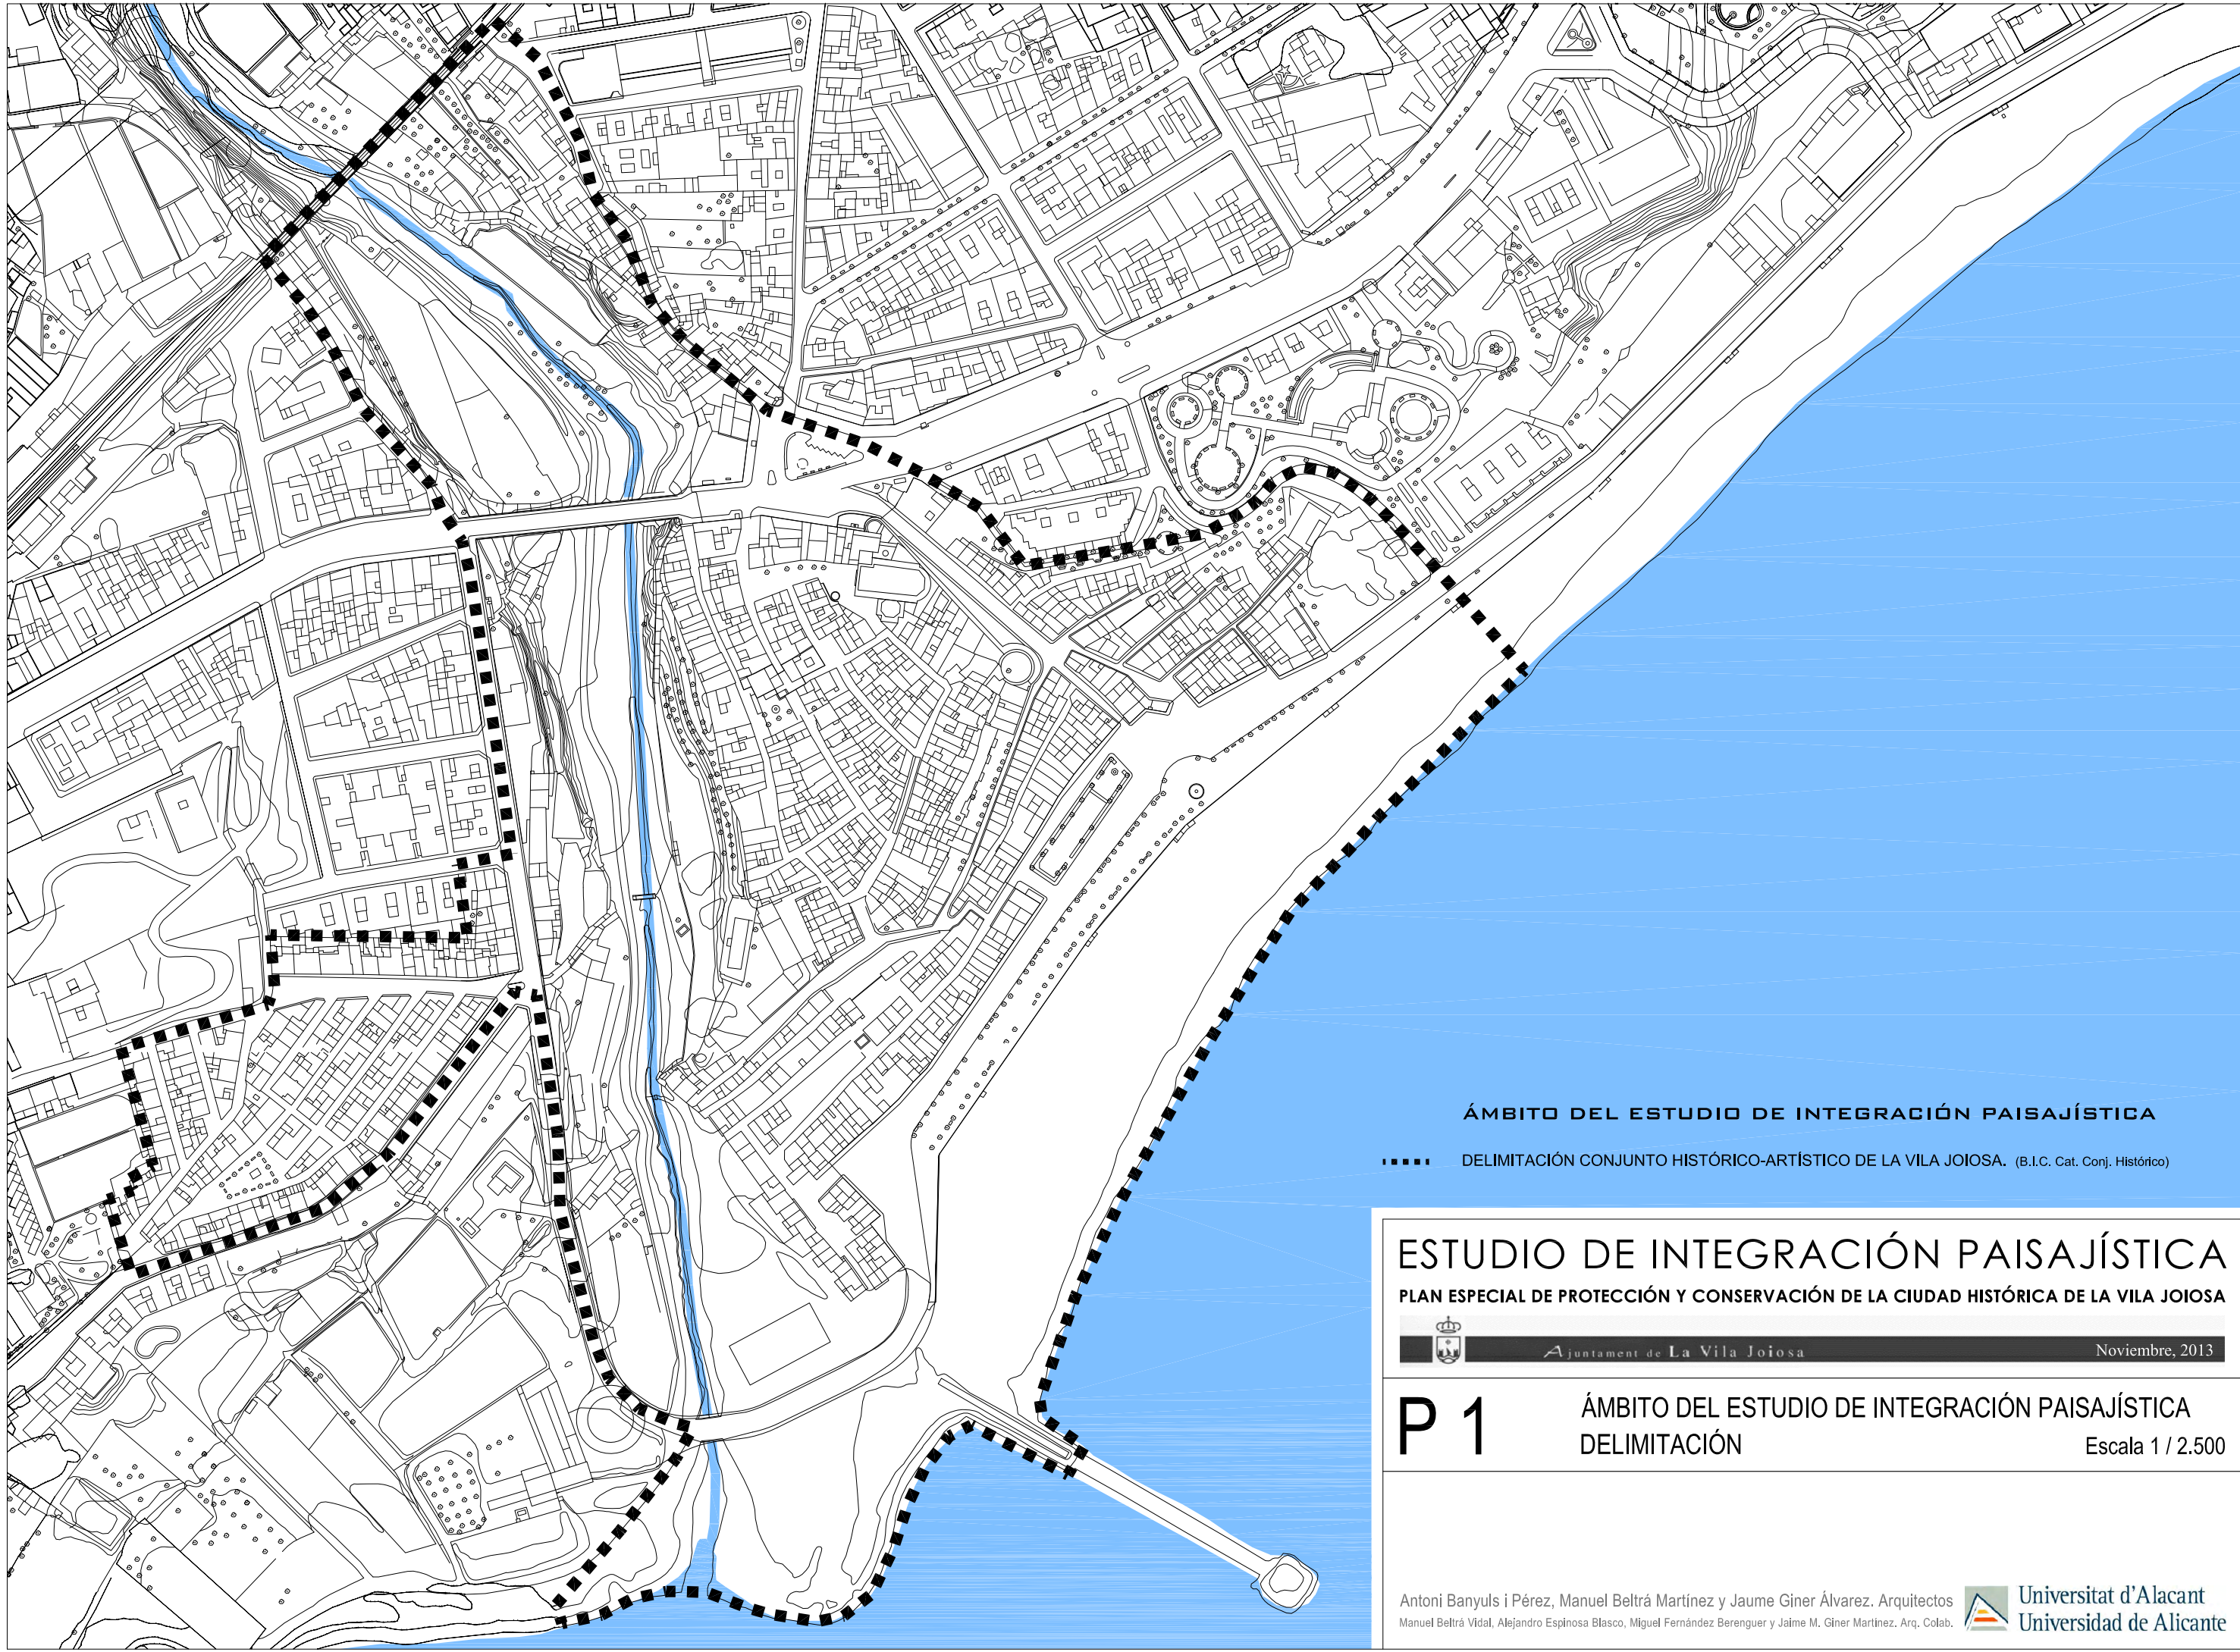 ÁMBITO DEL ESTUDIO DE INTEGRACIÓN PAISAJÍSTICA
DELIMITACIÓN CONJUNTO HISTÓRICO-ARTÍSTICO DE LA VILA JOIOSA. (B.I.C. Cat. Conj. Histórico)
ESTUDIO DE INTEGRACIÓN PAISAJÍSTICA
PLAN ESPECIAL DE PROTECCIÓN Y CONSERVACIÓN DE LA CIUDAD HISTÓRICA DE LA VILA JOIOSA
Ajuntament de La Vila Joiosa Noviembre, 2013
P 1 ÁMBITO DEL ESTUDIO DE INTEGRACIÓN PAISAJÍSTICA
DELIMITACIÓN Escala 1 / 2.500
Antoni Banyuls i Pérez, Manuel Beltrá Martínez y Jaume Giner Álvarez. Arquitectos
Manuel Beltrá Vidal, Alejandro Espinosa Blasco, Miguel Fernández Berenguer y Jaime M. Giner Martínez. Arq. Colab.
Universitat d'Alacant
Universidad de Alicante